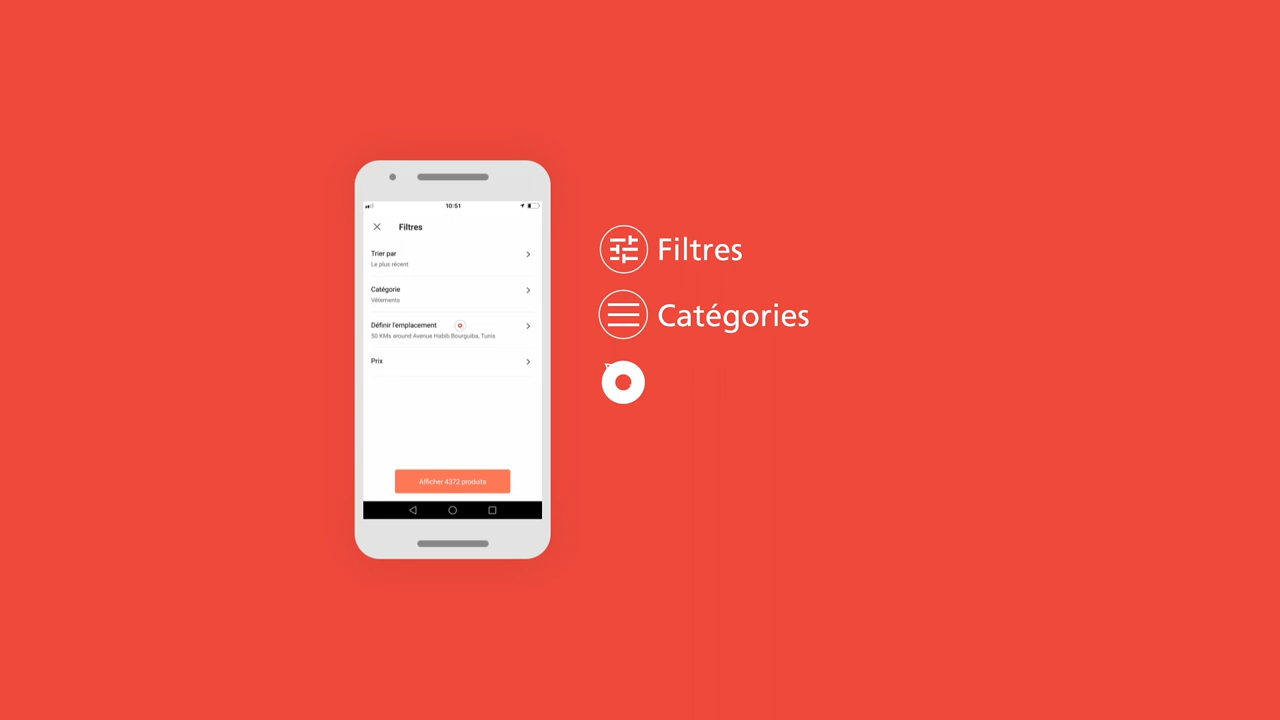 10:51
Filtres
Trier par
Le plus récent
Catégorie
Vêtements
Définir l'emplacement
50 KMs around Avenue Habib Bourguiba, Tunis
Prix
Afficher 4372 produits
Filtres
Catégories